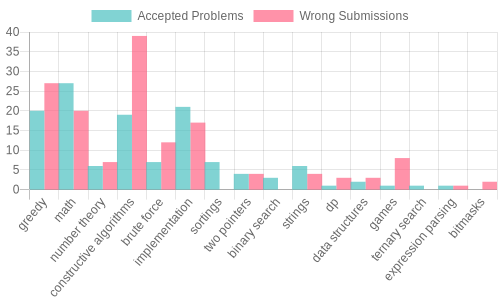 Accepted Problems Wrong Submissions
40
35
30
25
20
15
10
5
0
greedy
math
number theory
constructive algorithms
brute force
implementation
sortings
two pointers
binary search
strings
dp
data structures
games
ternary search
expression parsing
bitmasks